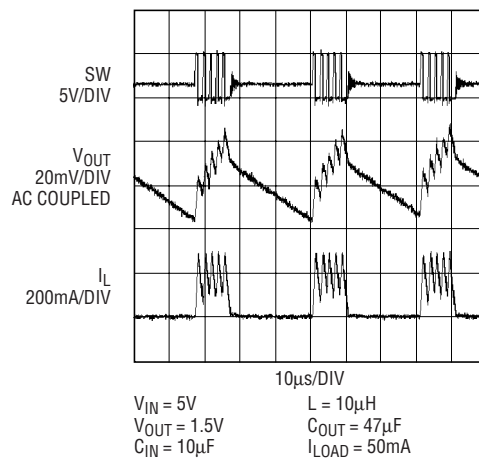 SW
5V/DIV
VOUT
20mV/DIV
AC COUPLED
IL
200mA/DIV
10µs/DIV
VIN = 5V
VOUT = 1.5V
CIN = 10µF
L = 10µH
COUT = 47µF
ILOAD = 50mA